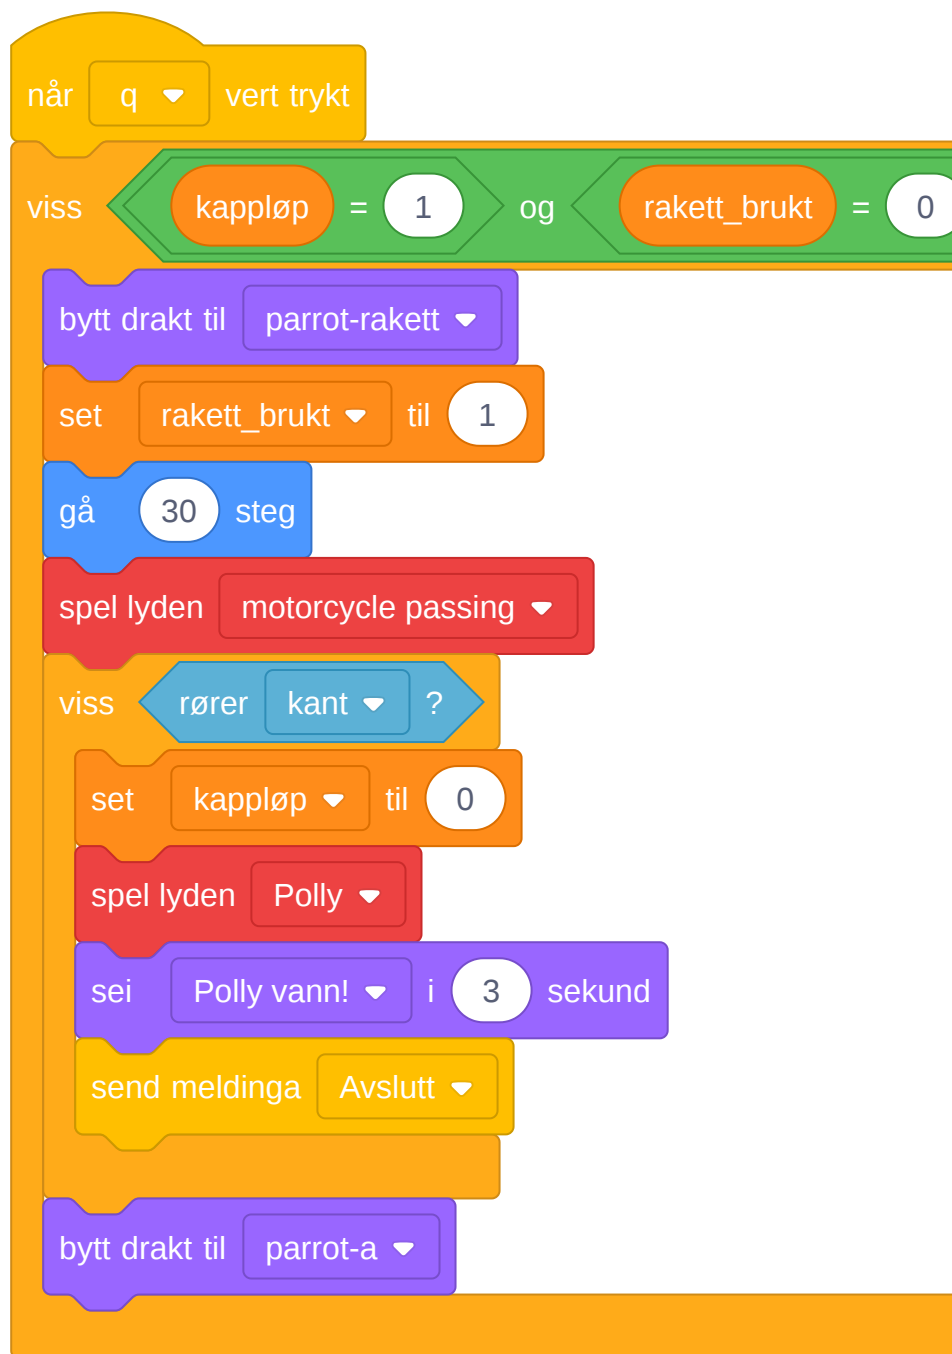 når q vert trykt
viss kappløp = 1 og rakett_brukt = 0
bytt drakt til parrot-rakett
set rakett_brukt til 1
gå 30 steg
spel lyden motorcycle passing
viss rører kant ?
set kappløp til 0
spel lyden Polly
sei Polly vann! i 3 sekund
send meldinga Avslutt
bytt drakt til parrot-a